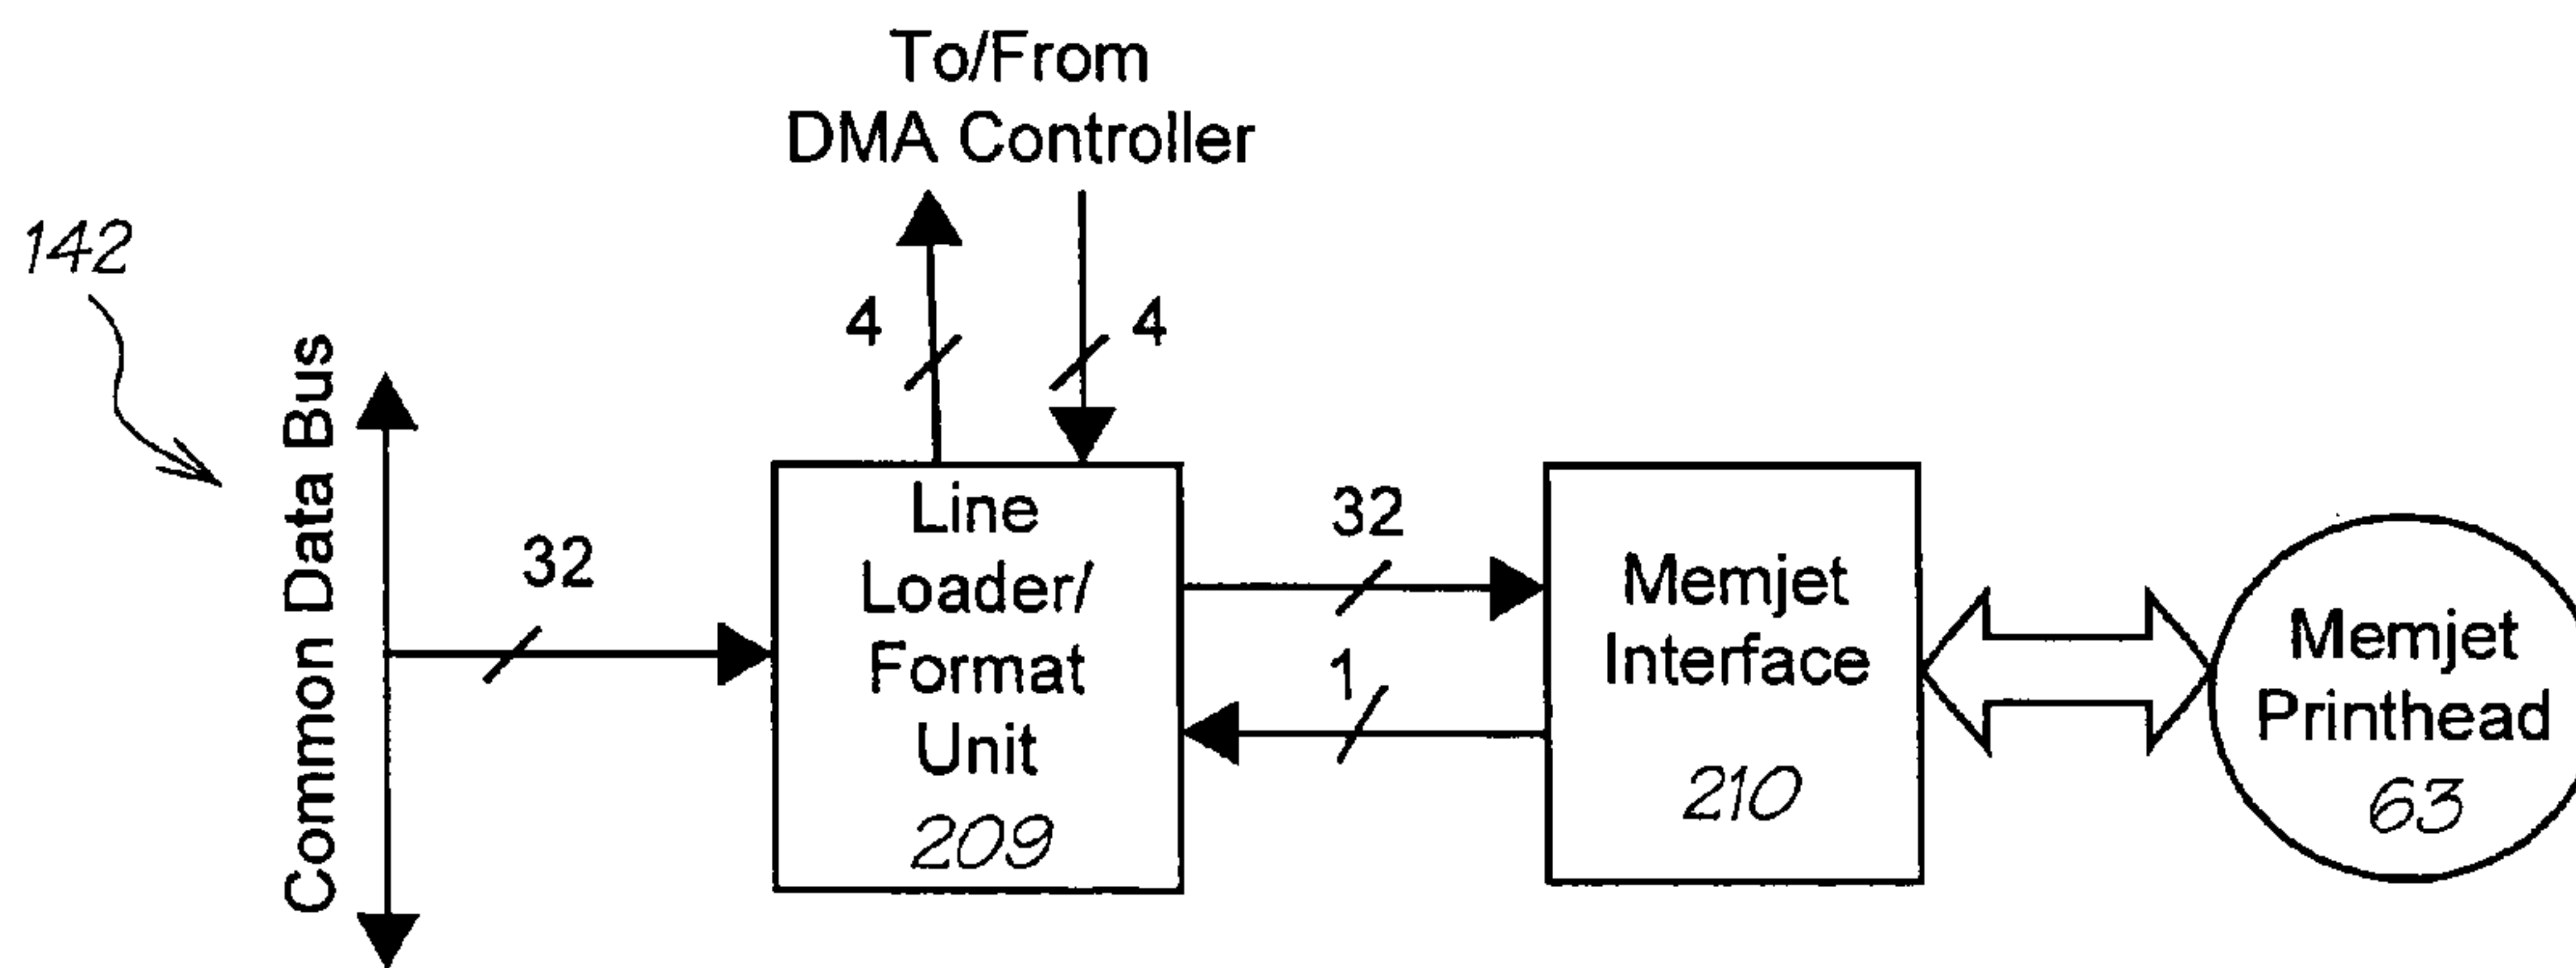 To/From
DMA Controller
142
4
4
Common Data Bus
32
Line
Loader/
Format
Unit
209
32
1
Memjet
Interface
210
Memjet
Printhead
63